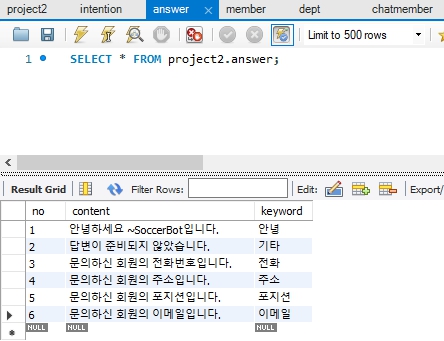 project2 intention answer member dept chatmember
Limit to 500 rows
1 SELECT * FROM project2.answer;
Result Grid Filter Rows: Edit: Export/
no content keyword
1 안녕하세요 ~SoccerBot입니다. 안녕
2 답변이 준비되지 않았습니다. 기타
3 문의하신 회원의 전화번호입니다. 전화
4 문의하신 회원의 주소입니다. 주소
5 문의하신 회원의 포지션입니다. 포지션
6 문의하신 회원의 이메일입니다. 이메일
NULL NULL NULL